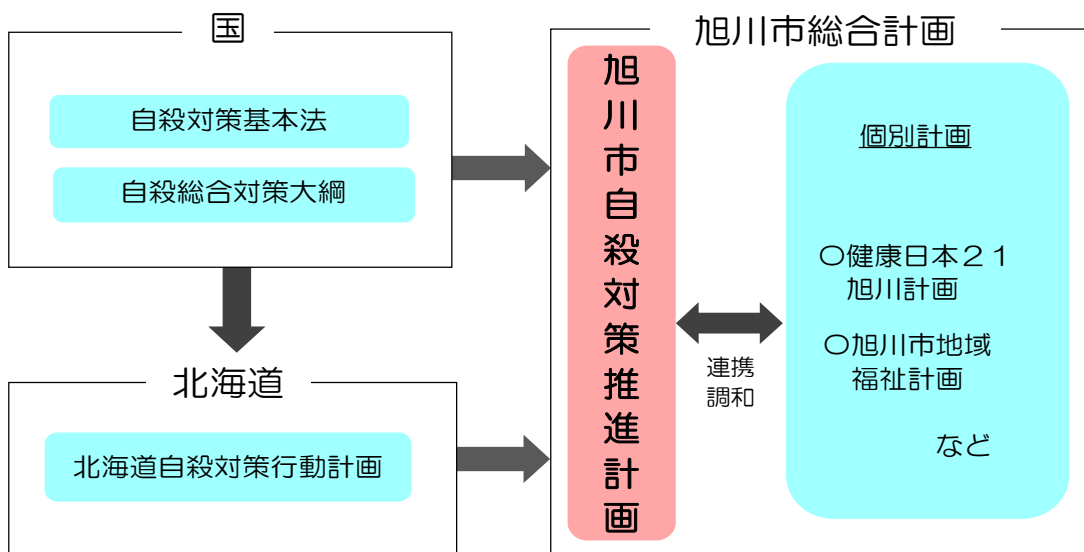 国
自殺対策基本法
自殺総合対策大綱
北海道
北海道自殺対策行動計画
旭川市総合計画
旭川市自殺対策推進計画
連携
調和
個別計画
〇健康日本２１
旭川計画
〇旭川市地域
福祉計画
など